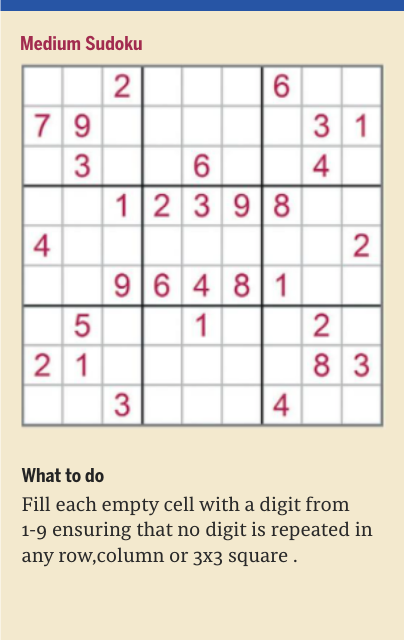 Medium Sudoku
2 6
7 9 3 1
3 6 4
1 2 3 9 8
4 2
9 6 4 8 1
5 1 2
2 1 8 3
3 4
What to do
Fill each empty cell with a digit from
1-9 ensuring that no digit is repeated in
any row,column or 3x3 square .